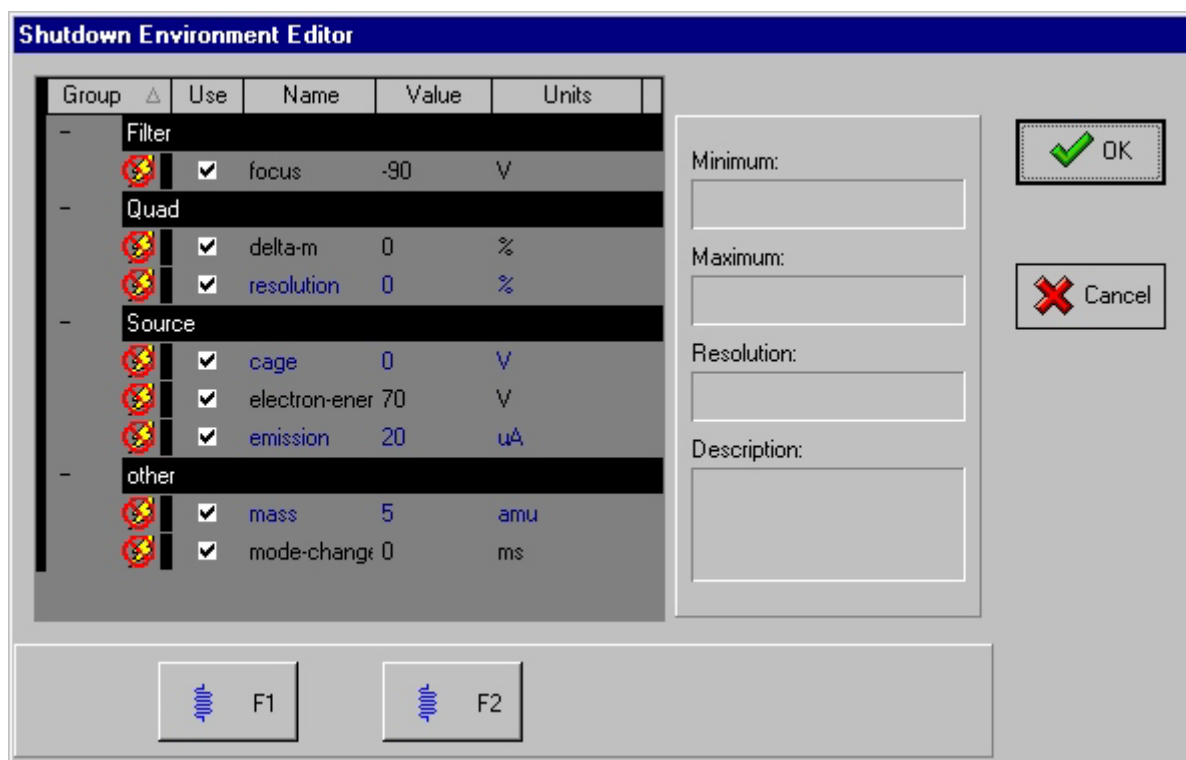 Shutdown Environment Editor
Group Use Name Value Units
- Filter
focus -90 V
- Quad
delta-m 0 %
resolution 0 %
- Source
cage 0 V
electron-ener 70 V
emission 20 uA
- other
mass 5 amu
mode-change 0 ms
Minimum:
Maximum:
Resolution:
Description:
OK
Cancel
F1
F2